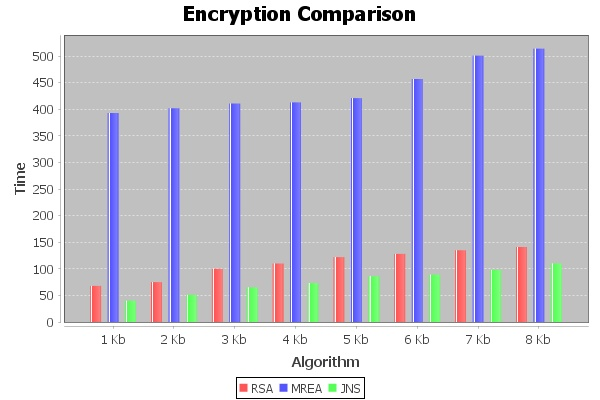 Encryption Comparison
500
450
400
350
300
250
200
150
100
50
0
Time
1 Kb 2 Kb 3 Kb 4 Kb 5 Kb 6 Kb 7 Kb 8 Kb
Algorithm
RSA MREA JNS